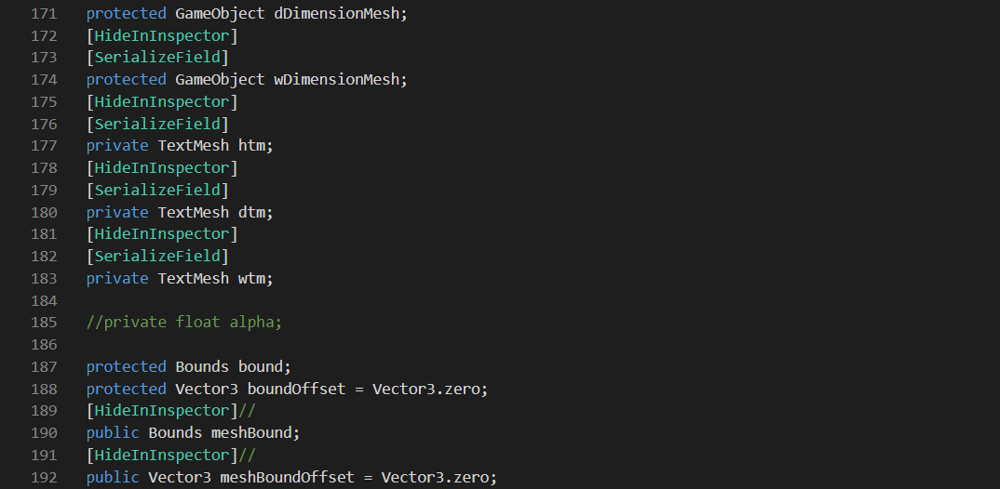 171 protected GameObject dDimensionMesh;
172 [HideInInspector]
173 [SerializeField]
174 protected GameObject wDimensionMesh;
175 [HideInInspector]
176 [SerializeField]
177 private TextMesh htm;
178 [HideInInspector]
179 [SerializeField]
180 private TextMesh dtm;
181 [HideInInspector]
182 [SerializeField]
183 private TextMesh wtm;
184
185 //private float alpha;
186
187 protected Bounds bound;
188 protected Vector3 boundOffset = Vector3.zero;
189 [HideInInspector]//
190 public Bounds meshBound;
191 [HideInInspector]//
192 public Vector3 meshBoundOffset = Vector3.zero;